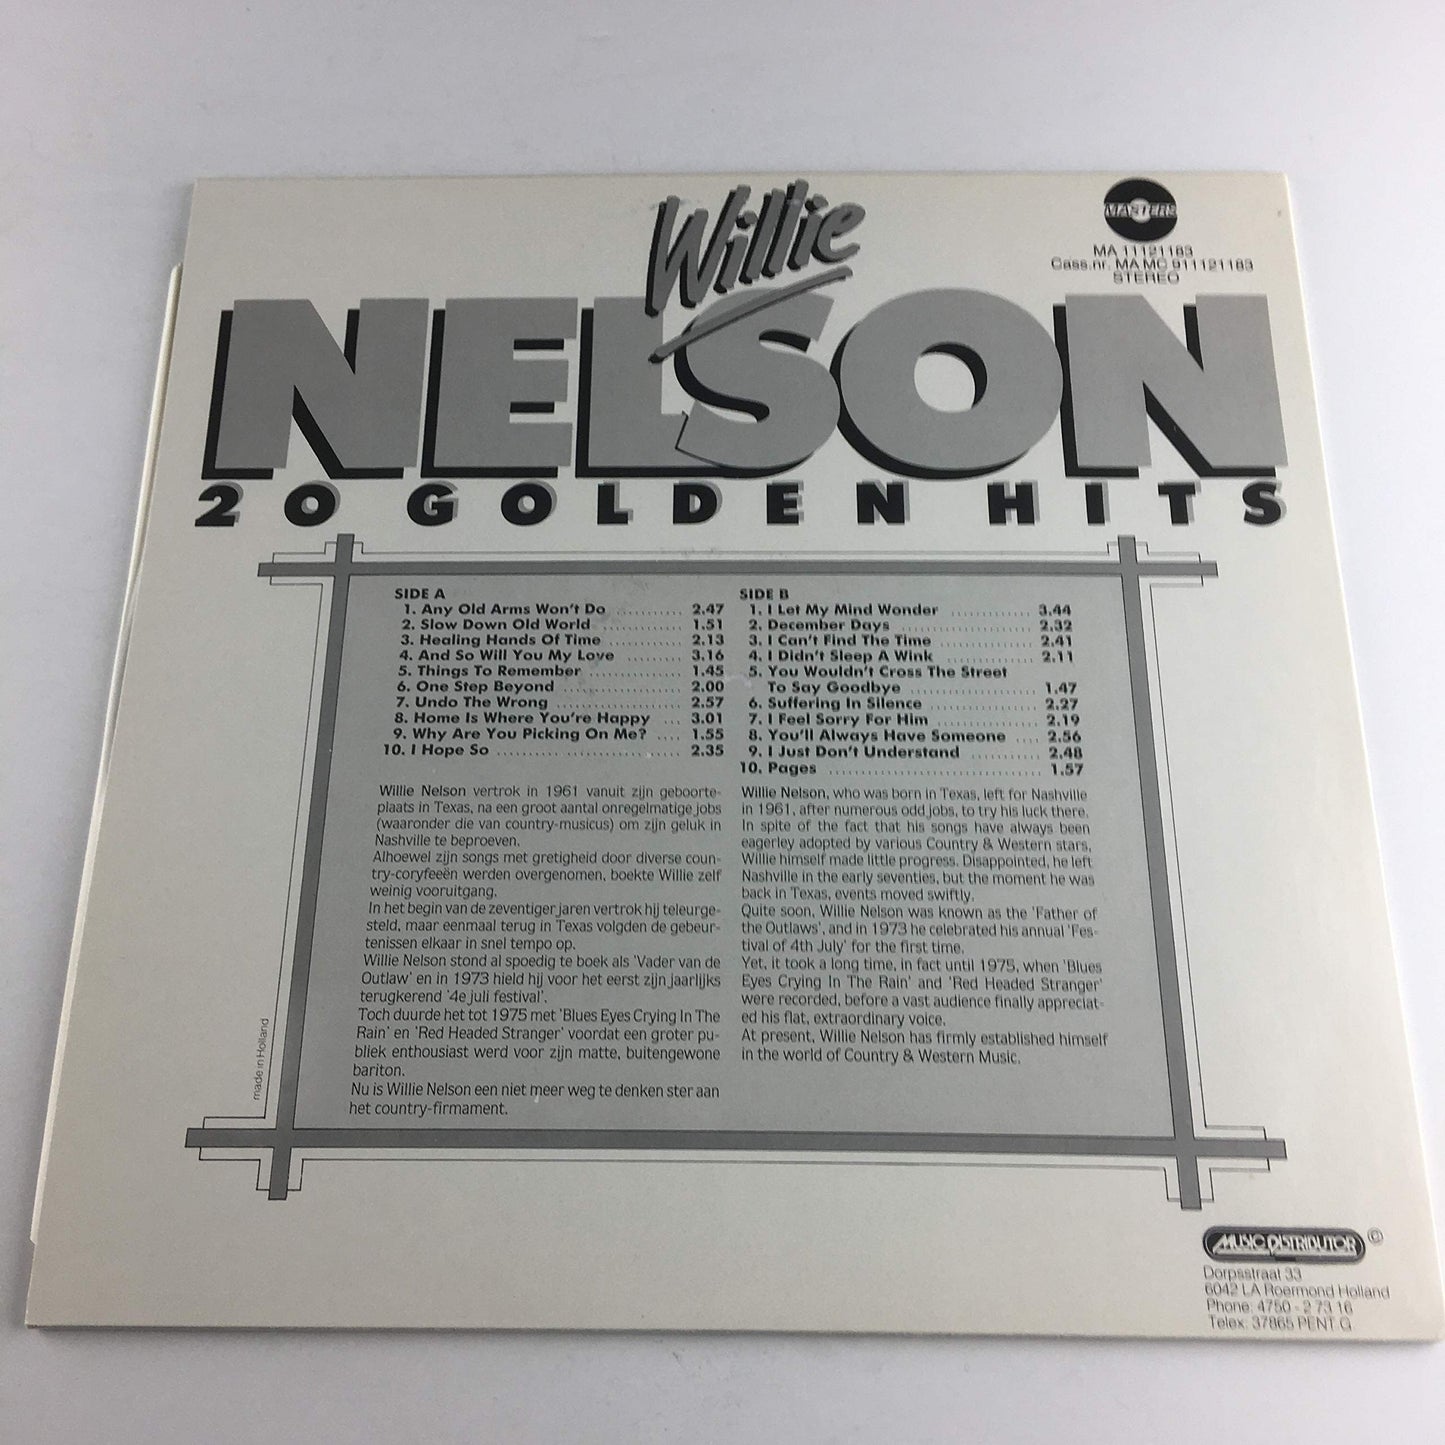 Willie
MASTERS
MA 11121183
Cass.nr. MA MC 911121183
STEREO
NELSON
20 GOLDEN HITS
SIDE A
1. Any Old Arms Won't Do ........... 2.47
2. Slow Down Old World ............. 1.51
3. Healing Hands Of Time ............ 2.13
4. And So Will You My Love ......... 3.16
5. Things To Remember ............... 1.45
6. One Step Beyond ................... 2.00
7. Undo The Wrong .................... 2.57
8. Home Is Where You're Happy ... 3.01
9. Why Are You Picking On Me? .... 1.55
10. I Hope So ............................. 2.35
SIDE B
1. I Let My Mind Wonder ............. 3.44
2. December Days ..................... 2.32
3. I Can't Find The Time ............... 2.41
4. I Didn't Sleep A Wink .............. 2.11
5. You Wouldn't Cross The Street
To Say Goodbye ..................... 1.47
6. Suffering In Silence ................. 2.27
7. I Feel Sorry For Him ................ 2.19
8. You'll Always Have Someone .... 2.56
9. I Just Don't Understand ........... 2.48
10. Pages .................................. 1.57
Willie Nelson vertrok in 1961 vanuit zijn geboorte-
plaats in Texas, na een groot aantal onregelmatige jobs
(waaronder die van country-musicus) om zijn geluk in
Nashville te beproeven.
Alhoewel zijn songs met gretigheid door diverse coun-
try-coryfeeën werden overgenomen, boekte Willie zelf
weinig vooruitgang.
In het begin van de zeventiger jaren vertrok hij teleurge-
steld, maar eenmaal terug in Texas volgden de gebeur-
tenissen elkaar in snel tempo op.
Willie Nelson stond al spoedig te boek als 'Vader van de
Outlaw' en in 1973 hield hij voor het eerst zijn jaarlijks
terugkerend '4e juli festival'.
Toch duurde het tot 1975 met 'Blues Eyes Crying In The
Rain' en 'Red Headed Stranger' voordat een groter pu-
bliek enthousiast werd voor zijn matte, buitengewone
bariton.
Nu is Willie Nelson een niet meer weg te denken ster aan
het country-firmament.
Willie Nelson, who was born in Texas, left for Nashville
in 1961, after numerous odd jobs, to try his luck there.
In spite of the fact that his songs have always been
eagerley adopted by various Country & Western stars,
Willie himself made little progress. Disappointed, he left
Nashville in the early seventies, but the moment he was
back in Texas, events moved swiftly.
Quite soon, Willie Nelson was known as the 'Father of
the Outlaws', and in 1973 he celebrated his annual 'Fes-
tival of 4th July' for the first time.
Yet, it took a long time, in fact until 1975, when 'Blues
Eyes Crying In The Rain' and 'Red Headed Stranger'
were recorded, before a vast audience finally appreciat-
ed his flat, extraordinary voice.
At present, Willie Nelson has firmly established himself
in the world of Country & Western Music.
made in Holland
MUSIC DISTRIBUTOR ©
Dorpsstraat 33
6042 LA Roermond Holland
Phone: 4750 - 2 73 16
Telex: 37865 PENT G